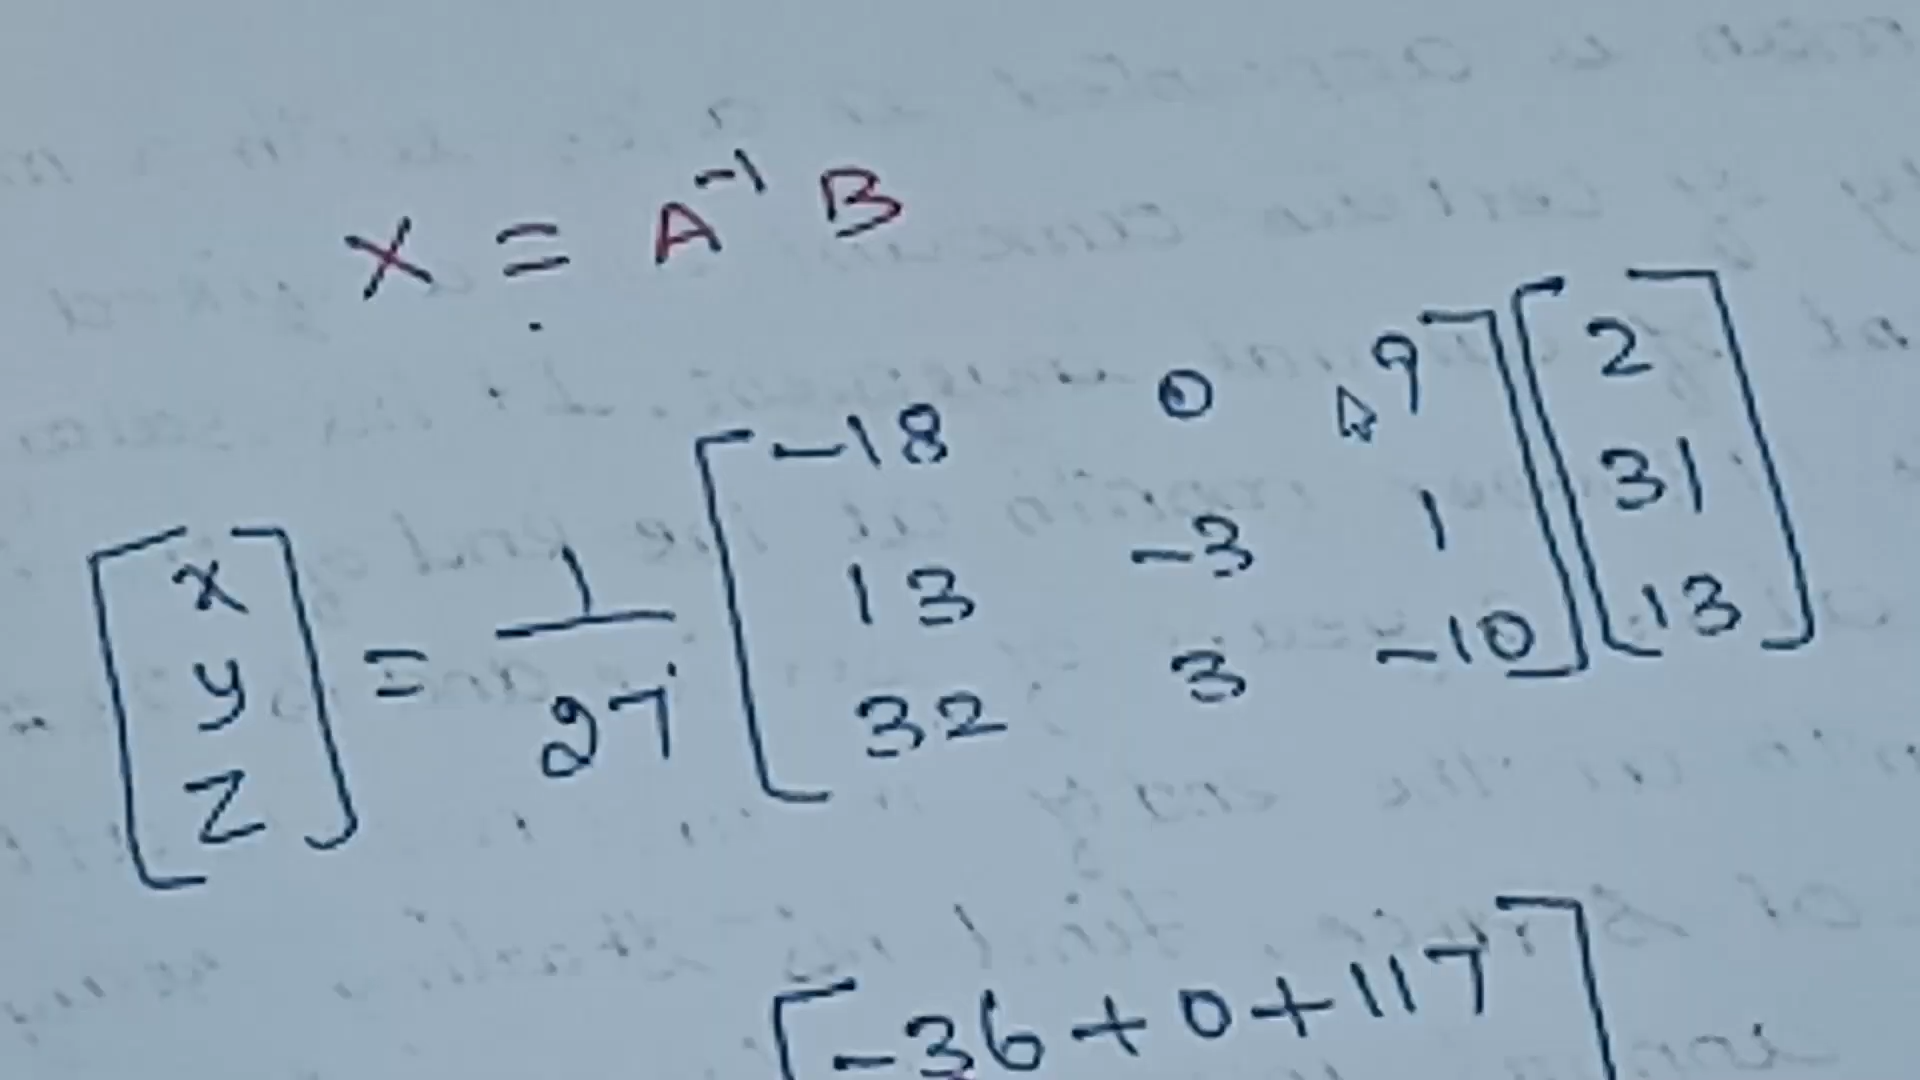 X = A⁻¹ B
[x y z] = 1/27 [-18 0 9; 13 -3 1; 32 3 -10] [2; 31; 13]
[-36 + 0 + 117]